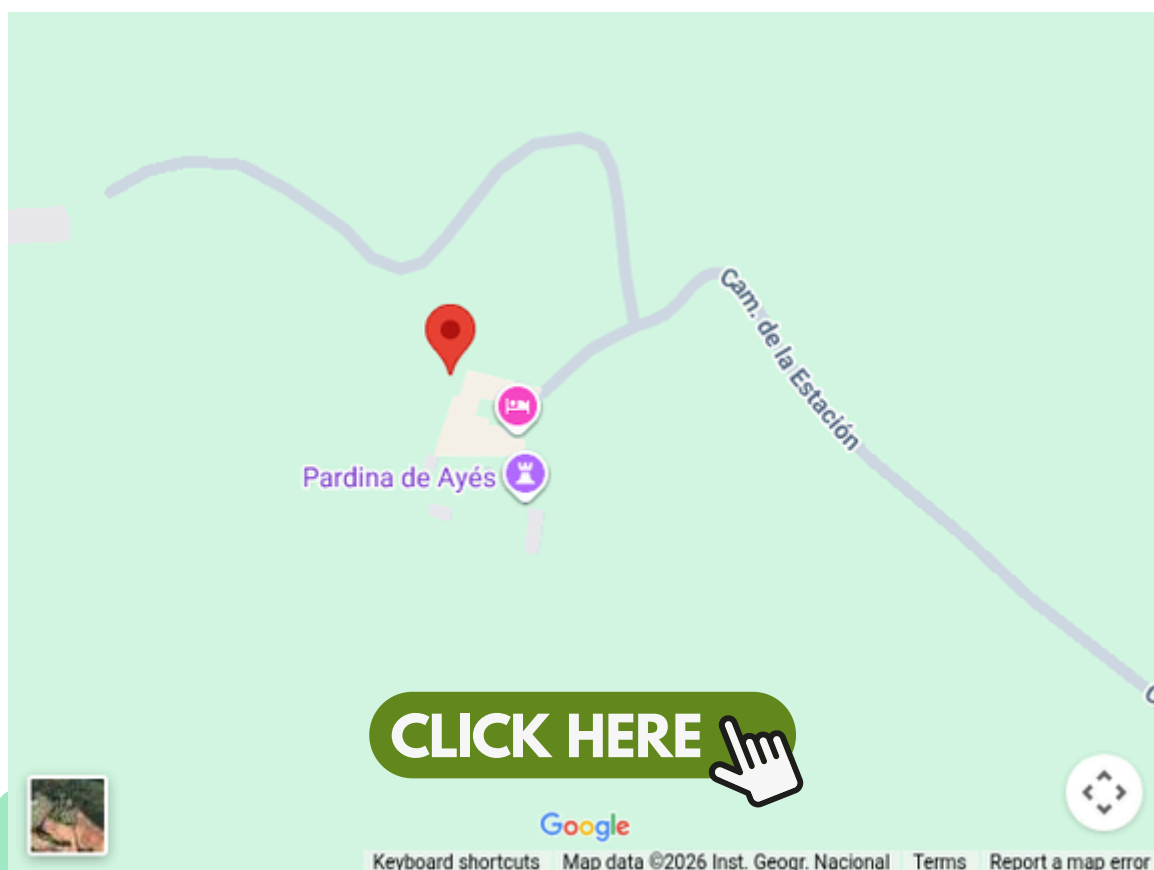 Cam. de la Estación
Pardina de Ayés
CLICK HERE
Google
Keyboard shortcuts Map data ©2026 Inst. Geogr. Nacional Terms Report a map error